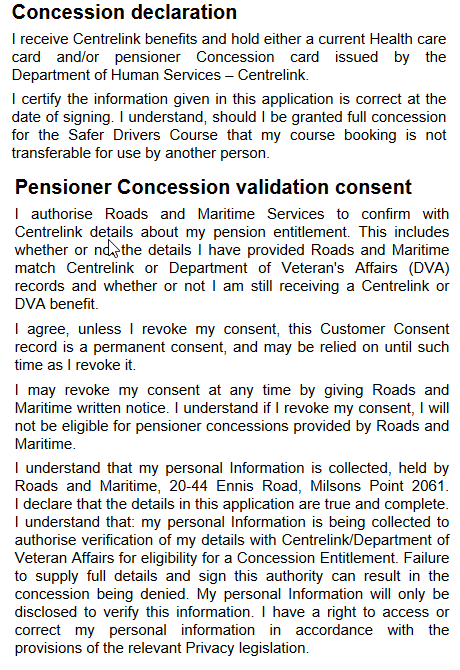 Concession declaration
I receive Centrelink benefits and hold either a current Health care
card and/or pensioner Concession card issued by the
Department of Human Services – Centrelink.
I certify the information given in this application is correct at the
date of signing. I understand, should I be granted full concession
for the Safer Drivers Course that my course booking is not
transferable for use by another person.
Pensioner Concession validation consent
I authorise Roads and Maritime Services to confirm with
Centrelink details about my pension entitlement. This includes
whether or not the details I have provided Roads and Maritime
match Centrelink or Department of Veteran's Affairs (DVA)
records and whether or not I am still receiving a Centrelink or
DVA benefit.
I agree, unless I revoke my consent, this Customer Consent
record is a permanent consent, and may be relied on until such
time as I revoke it.
I may revoke my consent at any time by giving Roads and
Maritime written notice. I understand if I revoke my consent, I will
not be eligible for pensioner concessions provided by Roads and
Maritime.
I understand that my personal Information is collected, held by
Roads and Maritime, 20-44 Ennis Road, Milsons Point 2061.
I declare that the details in this application are true and complete.
I understand that: my personal Information is being collected to
authorise verification of my details with Centrelink/Department of
Veteran Affairs for eligibility for a Concession Entitlement. Failure
to supply full details and sign this authority can result in the
concession being denied. My personal Information will only be
disclosed to verify this information. I have a right to access or
correct my personal information in accordance with the
provisions of the relevant Privacy legislation.